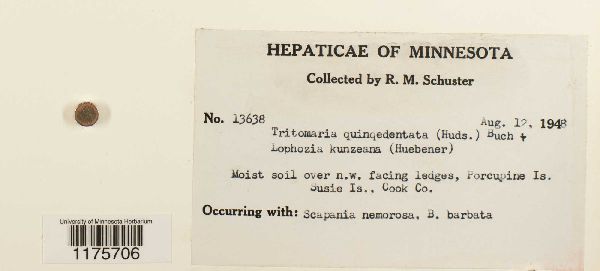 HEPATICAE OF MINNESOTA
Collected by R. M. Schuster
No. 13638 Aug. 12, 1948
Tritomaria quinqedentata (Huds.) Buch +
Lophozia kunzeana (Huebener)
Moist soil over n.w. facing ledges, Porcupine Is.
Susie Is., Cook Co.
Occurring with: Scapania nemorosa, B. barbata
University of Minnesota Herbarium
1175706